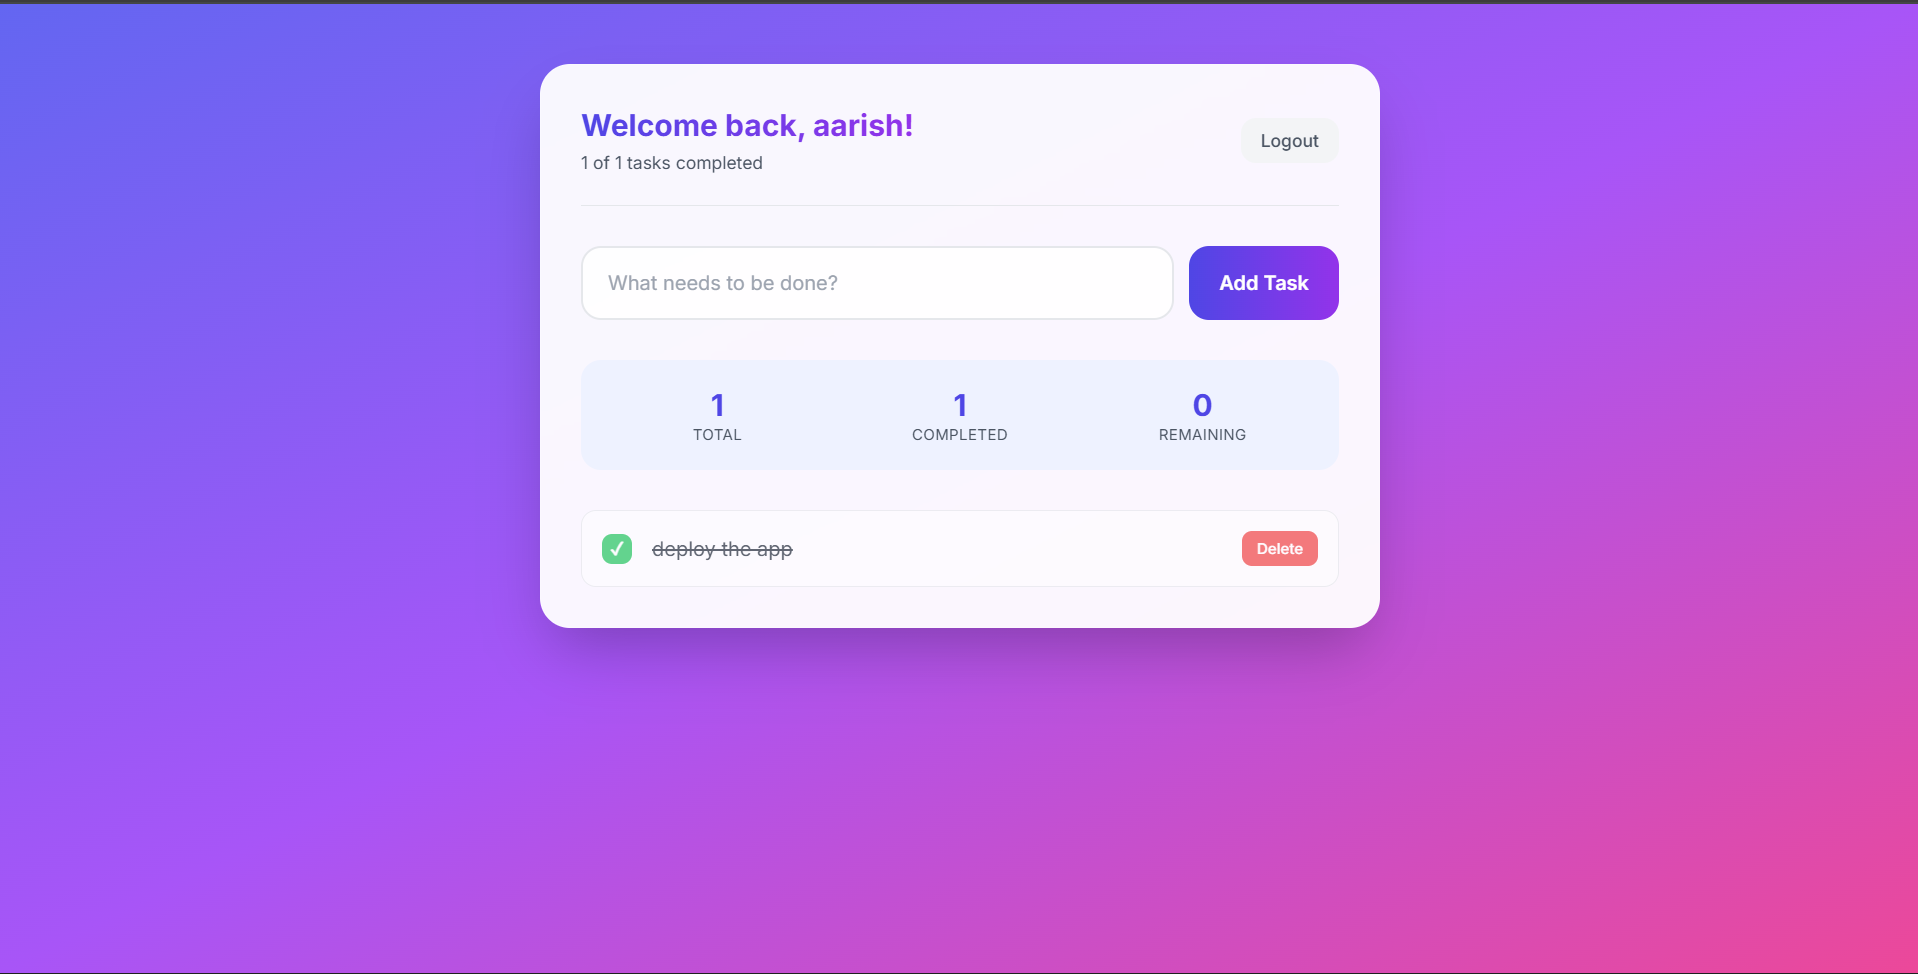 Welcome back, aarish!
1 of 1 tasks completed
Logout
What needs to be done?
Add Task
1
TOTAL
1
COMPLETED
0
REMAINING
deploy the app
Delete